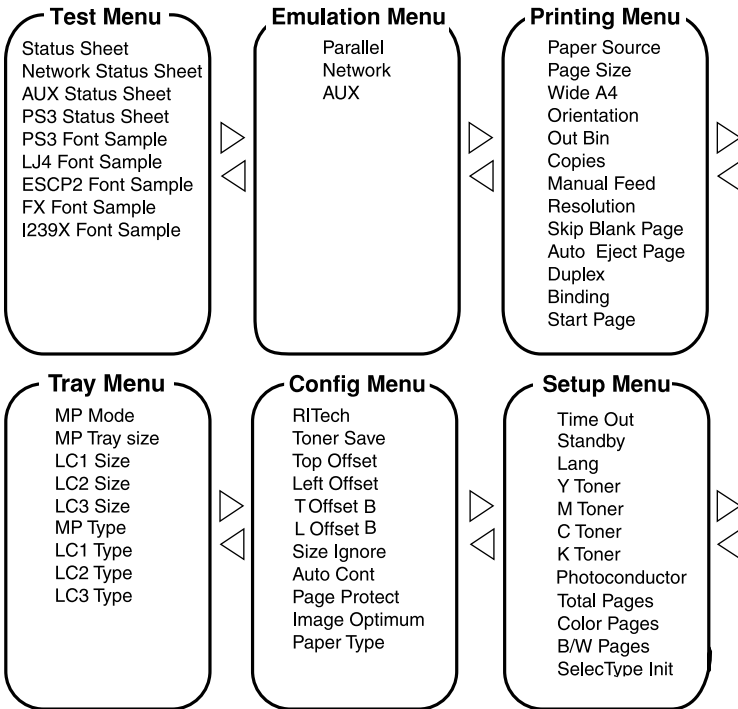 Test Menu
Status Sheet
Network Status Sheet
AUX Status Sheet
PS3 Status Sheet
PS3 Font Sample
LJ4 Font Sample
ESCP2 Font Sample
FX Font Sample
I239X Font Sample
Emulation Menu
Parallel
Network
AUX
Printing Menu
Paper Source
Page Size
Wide A4
Orientation
Out Bin
Copies
Manual Feed
Resolution
Skip Blank Page
Auto Eject Page
Duplex
Binding
Start Page
Tray Menu
MP Mode
MP Tray size
LC1 Size
LC2 Size
LC3 Size
MP Type
LC1 Type
LC2 Type
LC3 Type
Config Menu
RITech
Toner Save
Top Offset
Left Offset
T Offset B
L Offset B
Size Ignore
Auto Cont
Page Protect
Image Optimum
Paper Type
Setup Menu
Time Out
Standby
Lang
Y Toner
M Toner
C Toner
K Toner
Photoconductor
Total Pages
Color Pages
B/W Pages
SelecType Init